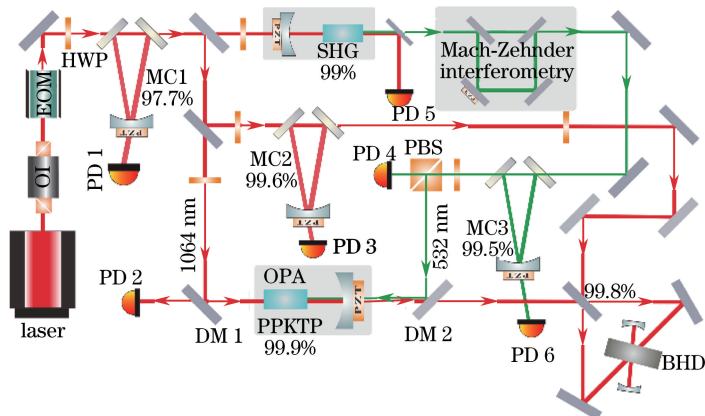 HWP
EOM
OI
laser
PD 1
MC1
97.7%
PZT
PZT
SHG
99%
PD 5
Mach-Zehnder
interferometry
PZT
MC2
99.6%
PZT
PD 3
PD 4
PBS
MC3
99.5%
PZT
PD 6
1064 nm
532 nm
PD 2
DM 1
OPA
PPKTP
99.9%
PZT
DM 2
99.8%
BHD